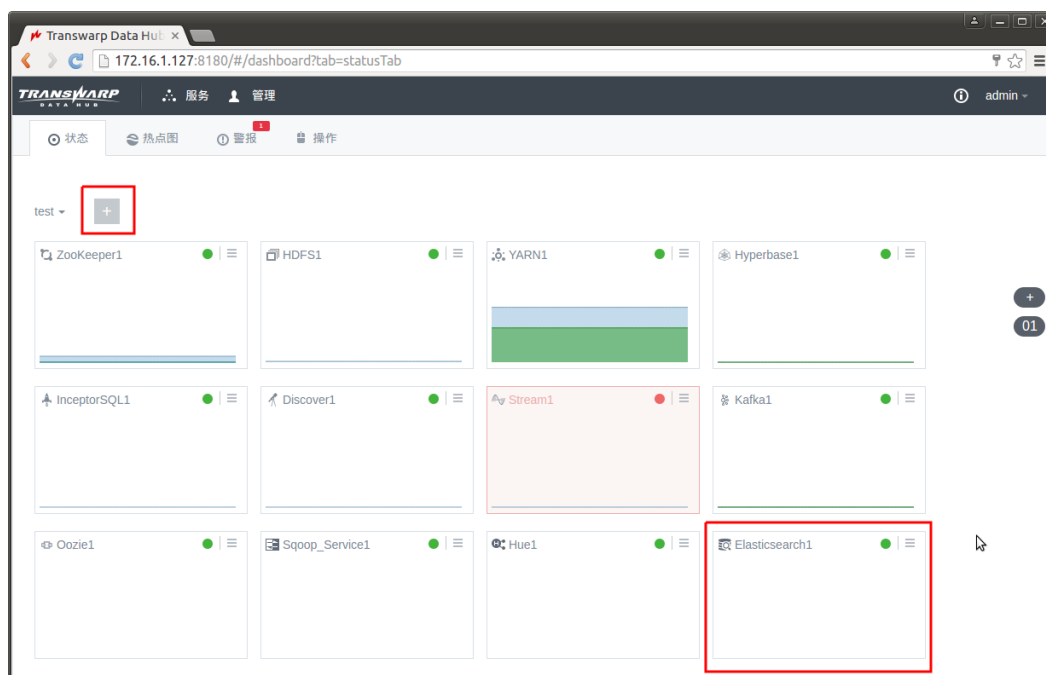 Transwarp Data Hub
172.16.1.127:8180/#/dashboard?tab=statusTab
TRANSWARP 服务 管理 admin
DATA HUB
状态 热点图 警报 1 操作
test +
ZooKeeper1 HDFS1 YARN1 Hyperbase1
+
01
InceptorSQL1 Discover1 Stream1 Kafka1
Oozie1 Sqoop_Service1 Hue1 Elasticsearch1